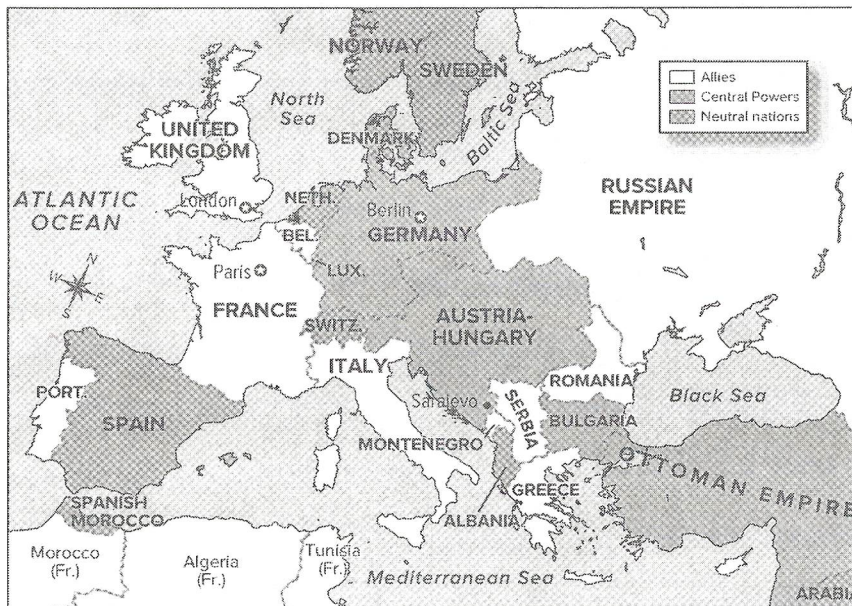 NORWAY
SWEDEN
North
Sea
Baltic Sea
Allies
Central Powers
Neutral nations
DENMARK
UNITED
KINGDOM
RUSSIAN
EMPIRE
ATLANTIC
OCEAN
London
NETH.
Berlin
BEL.
GERMANY
N
W
E
S
Paris
LUX.
FRANCE
AUSTRIA-
HUNGARY
SWITZ.
ITALY
ROMANIA
Black Sea
PORT.
SPAIN
Sarajevo
SERBIA
BULGARIA
MONTENEGRO
OTTOMAN EMPIRE
GREECE
SPANISH
MOROCCO
ALBANIA
Morocco
(Fr.)
Algeria
(Fr.)
Tunisia
(Fr.)
Mediterranean Sea
ARABIA